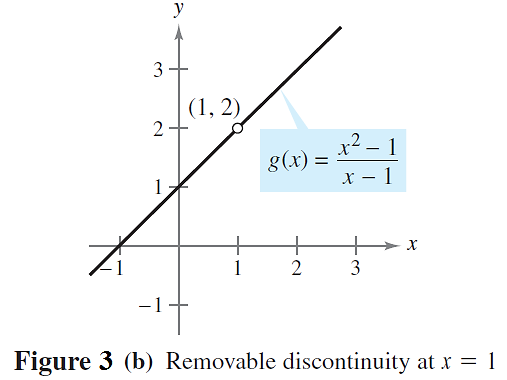 y
3
(1, 2)
2
g(x) = \frac{x^2 – 1}{x – 1}
1
x
–1 1 2 3
–1
Figure 3 (b) Removable discontinuity at x = 1